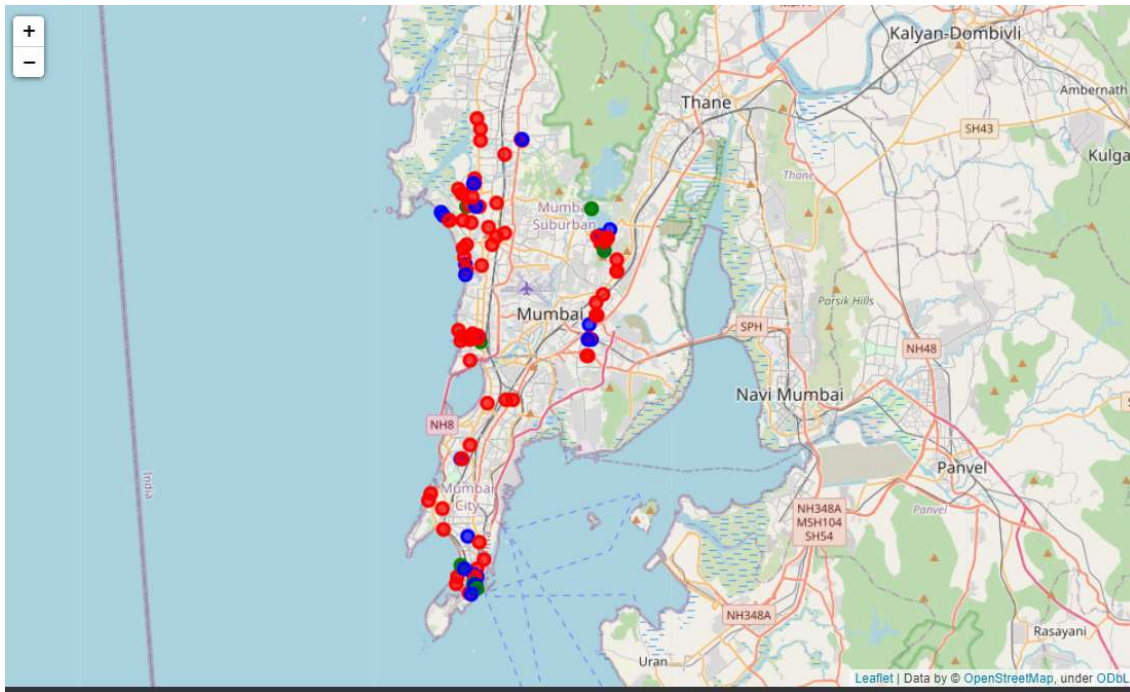 +
−
Kalyan-Dombivli
Thane
Ambernath
SH43
Kulga
Thane
Suburban
Parsik Hills
Mumbai
SPH
NH48
Navi Mumbai
NH8
Panvel
India
Mumbai
City
NH348A
MSH104
SH54
Panvel
NH348A
Rasayani
Uran
Leaflet | Data by © OpenStreetMap, under ODbL